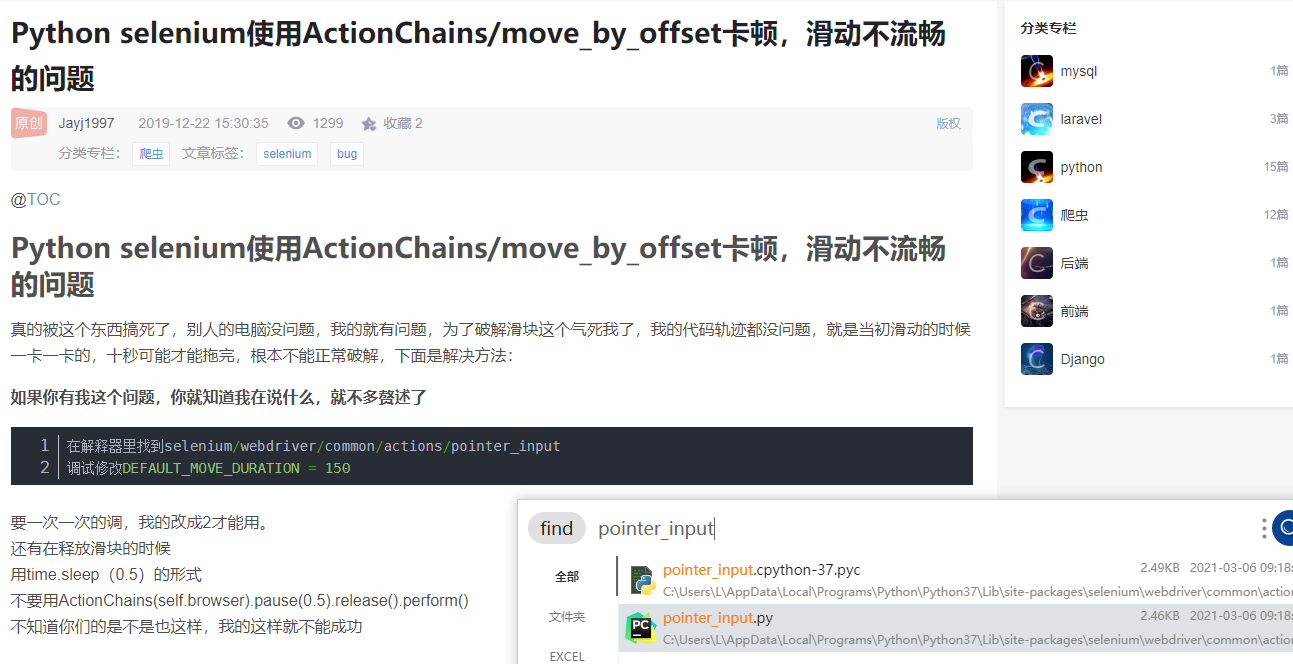 Python selenium使用ActionChains/move_by_offset卡顿，滑动不流畅
的问题
原创 Jayj1997 2019-12-22 15:30:35 1299 收藏 2 版权
分类专栏： 爬虫 文章标签： selenium bug
@TOC
Python selenium使用ActionChains/move_by_offset卡顿，滑动不流畅
的问题
真的被这个东西搞死了，别人的电脑没问题，我的就有问题，为了破解滑块这个气死我了，我的代码轨迹都没问题，就是当初滑动的时候
一卡一卡的，十秒可能才能拖完，根本不能正常破解，下面是解决方法：
如果你有我这个问题，你就知道我在说什么，就不多赘述了
1 在解释器里找到selenium/webdriver/common/actions/pointer_input
2 调试修改DEFAULT_MOVE_DURATION = 150
要一次一次的调，我的改成2才能用。
还有在释放滑块的时候
用time.sleep（0.5）的形式
不要用ActionChains(self.browser).pause(0.5).release().perform()
不知道你们的是不是也这样，我的这样就不能成功
分类专栏
mysql 1篇
laravel 3篇
python 15篇
爬虫 12篇
后端 1篇
前端 1篇
Django 1篇
find pointer_input
全部
文件夹
EXCEL
pointer_input.cpython-37.pyc 2.49KB 2021-03-06 09:18:
C:\Users\L\AppData\Local\Programs\Python\Python37\Lib\site-packages\selenium\webdriver\common\action
pointer_input.py 2.46KB 2021-03-06 09:18:
C:\Users\L\AppData\Local\Programs\Python\Python37\Lib\site-packages\selenium\webdriver\common\action